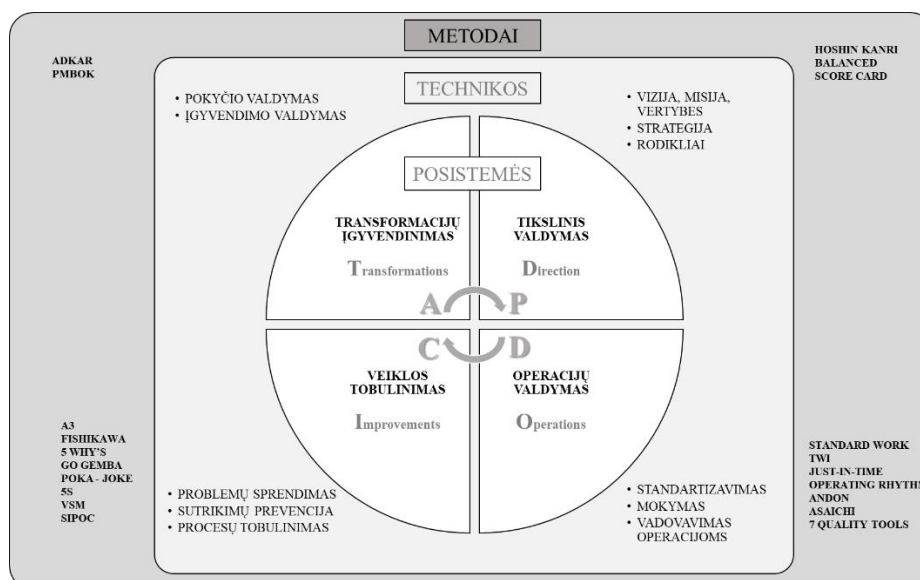 METODAI
ADKAR
PMBOK
HOSHIN KANRI
BALANCED
SCORE CARD
TECHNIKOS
• POKYČIO VALDYMAS
• ĮGYVENDIMO VALDYMAS
• VIZIJA, MISIJA,
VERTYBES
• STRATEGIJA
• RODIKLIAI
POSISTEMĖS
TRANSFORMACIJŲ
ĮGYVENDINIMAS
Transformations
TIKSLINIS
VALDYMAS
Direction
A P
C D
VEIKLOS
TOBULINIMAS
Improvements
OPERACIJŲ
VALDYMAS
Operations
A3
FISHIKAWA
5 WHY'S
GO GEMBA
POKA - JOKE
5S
VSM
SIPOC
• PROBLEMŲ SPRENDIMAS
• SUTRIKIMŲ PREVENCIJA
• PROCESŲ TOBULINIMAS
• STANDARTIZAVIMAS
• MOKYMAS
• VADOVAVIMAS
OPERACIJOMS
STANDARD WORK
TWI
JUST-IN-TIME
OPERATING RHYTHM
ANDON
ASAICHI
7 QUALITY TOOLS